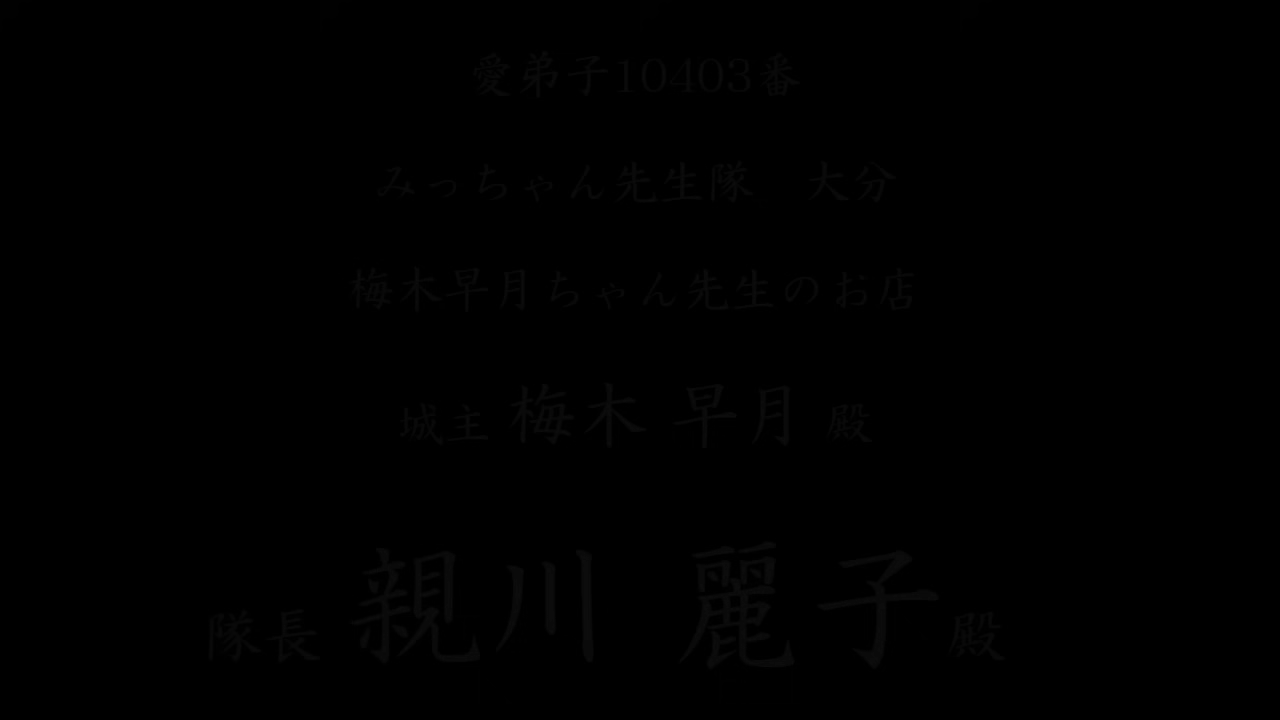 愛弟子10403番
みっちゃん先生隊　大分
梅木早月ちゃん先生のお店
城主 梅木 早月 殿
隊長 親川 麗子 殿